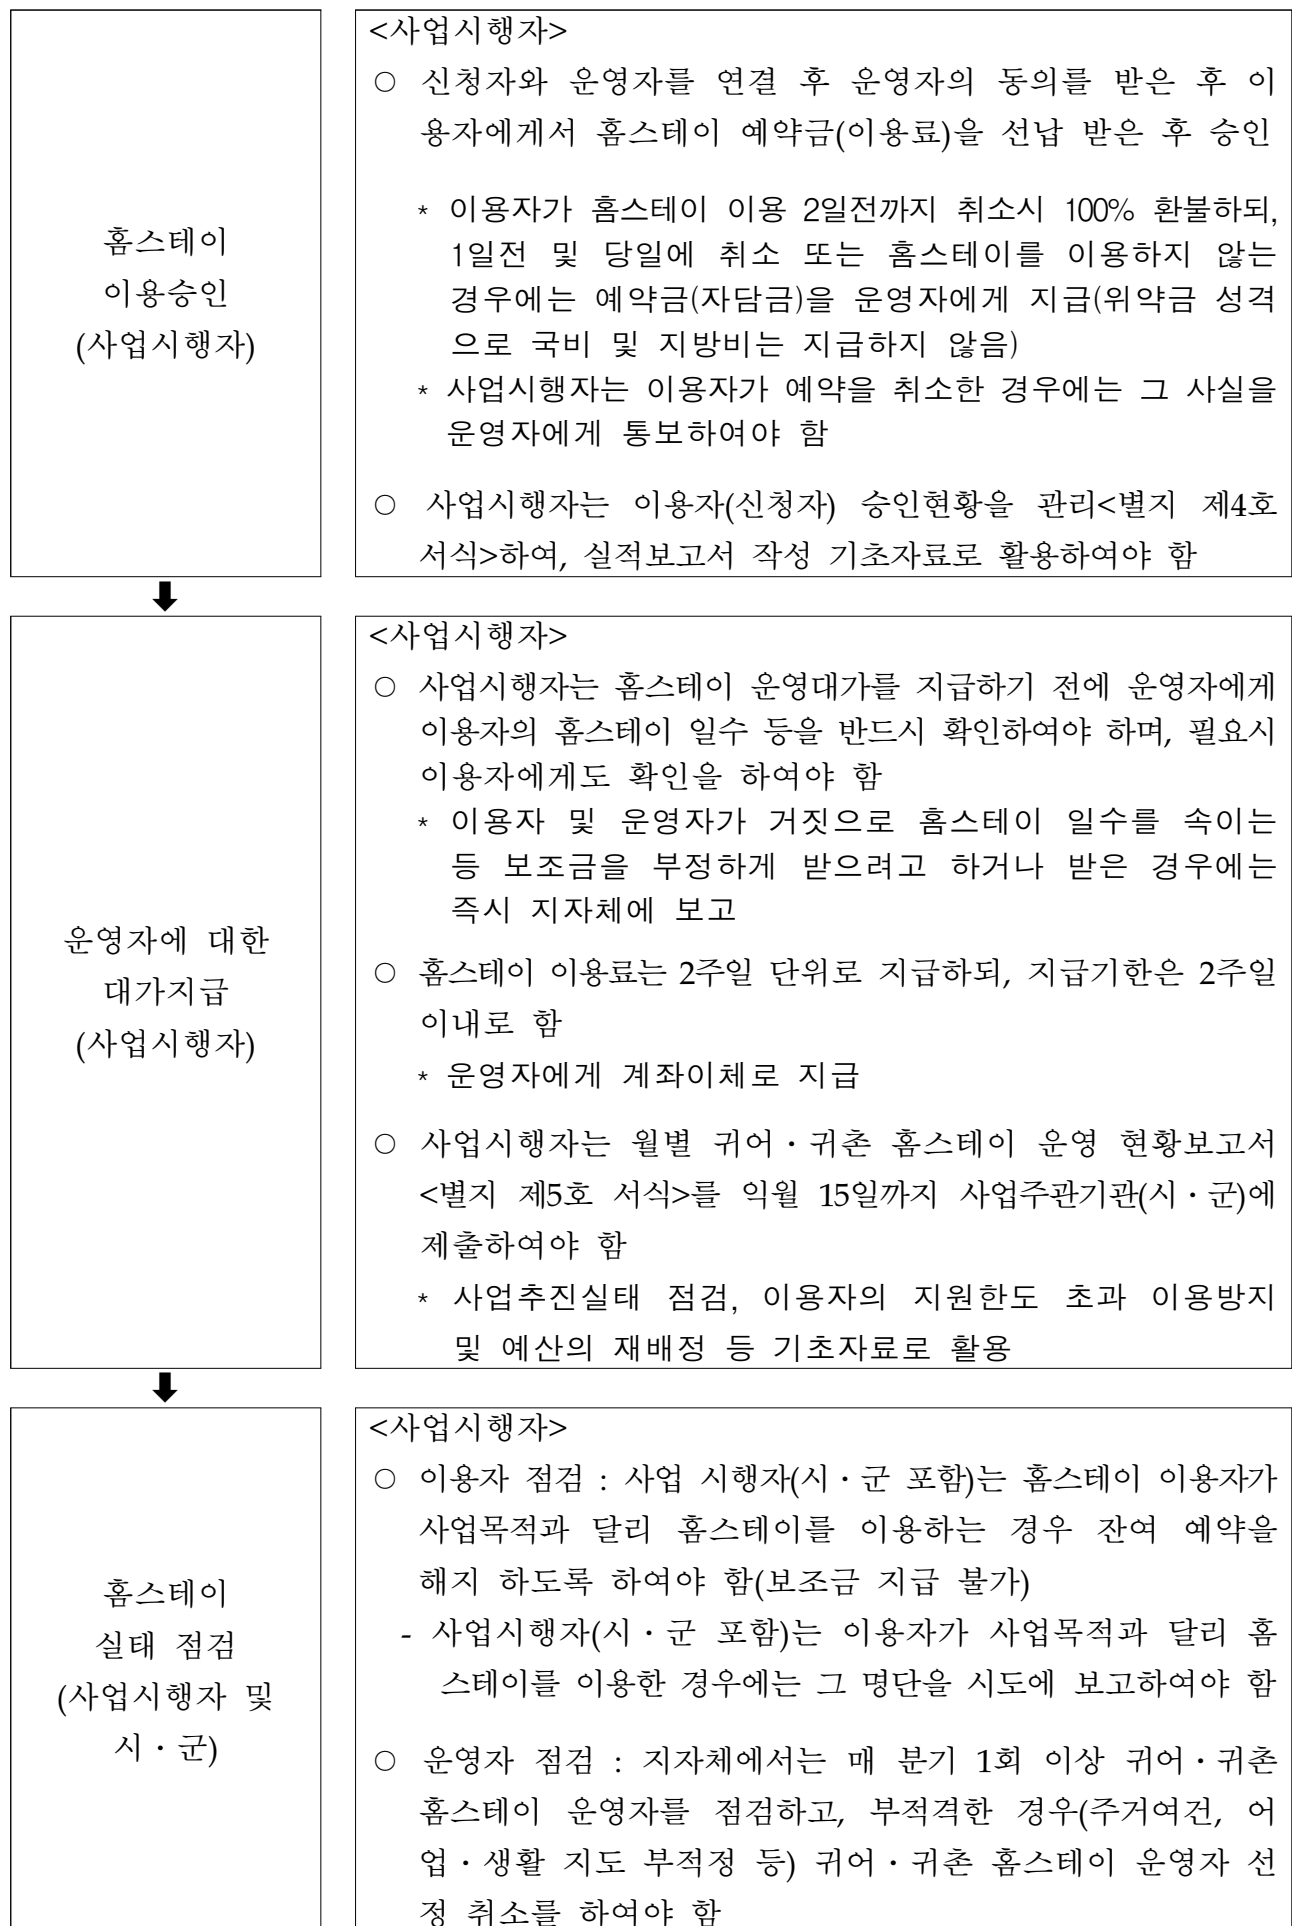 홈스테이
이용승인
(사업시행자)
<사업시행자>
○ 신청자와 운영자를 연결 후 운영자의 동의를 받은 후 이
용자에게서 홈스테이 예약금(이용료)을 선납 받은 후 승인
* 이용자가 홈스테이 이용 2일전까지 취소시 100% 환불하되,
1일전 및 당일에 취소 또는 홈스테이를 이용하지 않는
경우에는 예약금(자담금)을 운영자에게 지급(위약금 성격
으로 국비 및 지방비는 지급하지 않음)
* 사업시행자는 이용자가 예약을 취소한 경우에는 그 사실을
운영자에게 통보하여야 함
○ 사업시행자는 이용자(신청자) 승인현황을 관리<별지 제4호
서식>하여, 실적보고서 작성 기초자료로 활용하여야 함
운영자에 대한
대가지급
(사업시행자)
<사업시행자>
○ 사업시행자는 홈스테이 운영대가를 지급하기 전에 운영자에게
이용자의 홈스테이 일수 등을 반드시 확인하여야 하며, 필요시
이용자에게도 확인을 하여야 함
* 이용자 및 운영자가 거짓으로 홈스테이 일수를 속이는
등 보조금을 부정하게 받으려고 하거나 받은 경우에는
즉시 지자체에 보고
○ 홈스테이 이용료는 2주일 단위로 지급하되, 지급기한은 2주일
이내로 함
* 운영자에게 계좌이체로 지급
○ 사업시행자는 월별 귀어・귀촌 홈스테이 운영 현황보고서
<별지 제5호 서식>를 익월 15일까지 사업주관기관(시・군)에
제출하여야 함
* 사업추진실태 점검, 이용자의 지원한도 초과 이용방지
및 예산의 재배정 등 기초자료로 활용
홈스테이
실태 점검
(사업시행자 및
시・군)
<사업시행자>
○ 이용자 점검 : 사업 시행자(시・군 포함)는 홈스테이 이용자가
사업목적과 달리 홈스테이를 이용하는 경우 잔여 예약을
해지 하도록 하여야 함(보조금 지급 불가)
- 사업시행자(시・군 포함)는 이용자가 사업목적과 달리 홈
스테이를 이용한 경우에는 그 명단을 시도에 보고하여야 함
○ 운영자 점검 : 지자체에서는 매 분기 1회 이상 귀어・귀촌
홈스테이 운영자를 점검하고, 부적격한 경우(주거여건, 어
업・생활 지도 부적정 등) 귀어・귀촌 홈스테이 운영자 선
정 취소를 하여야 함